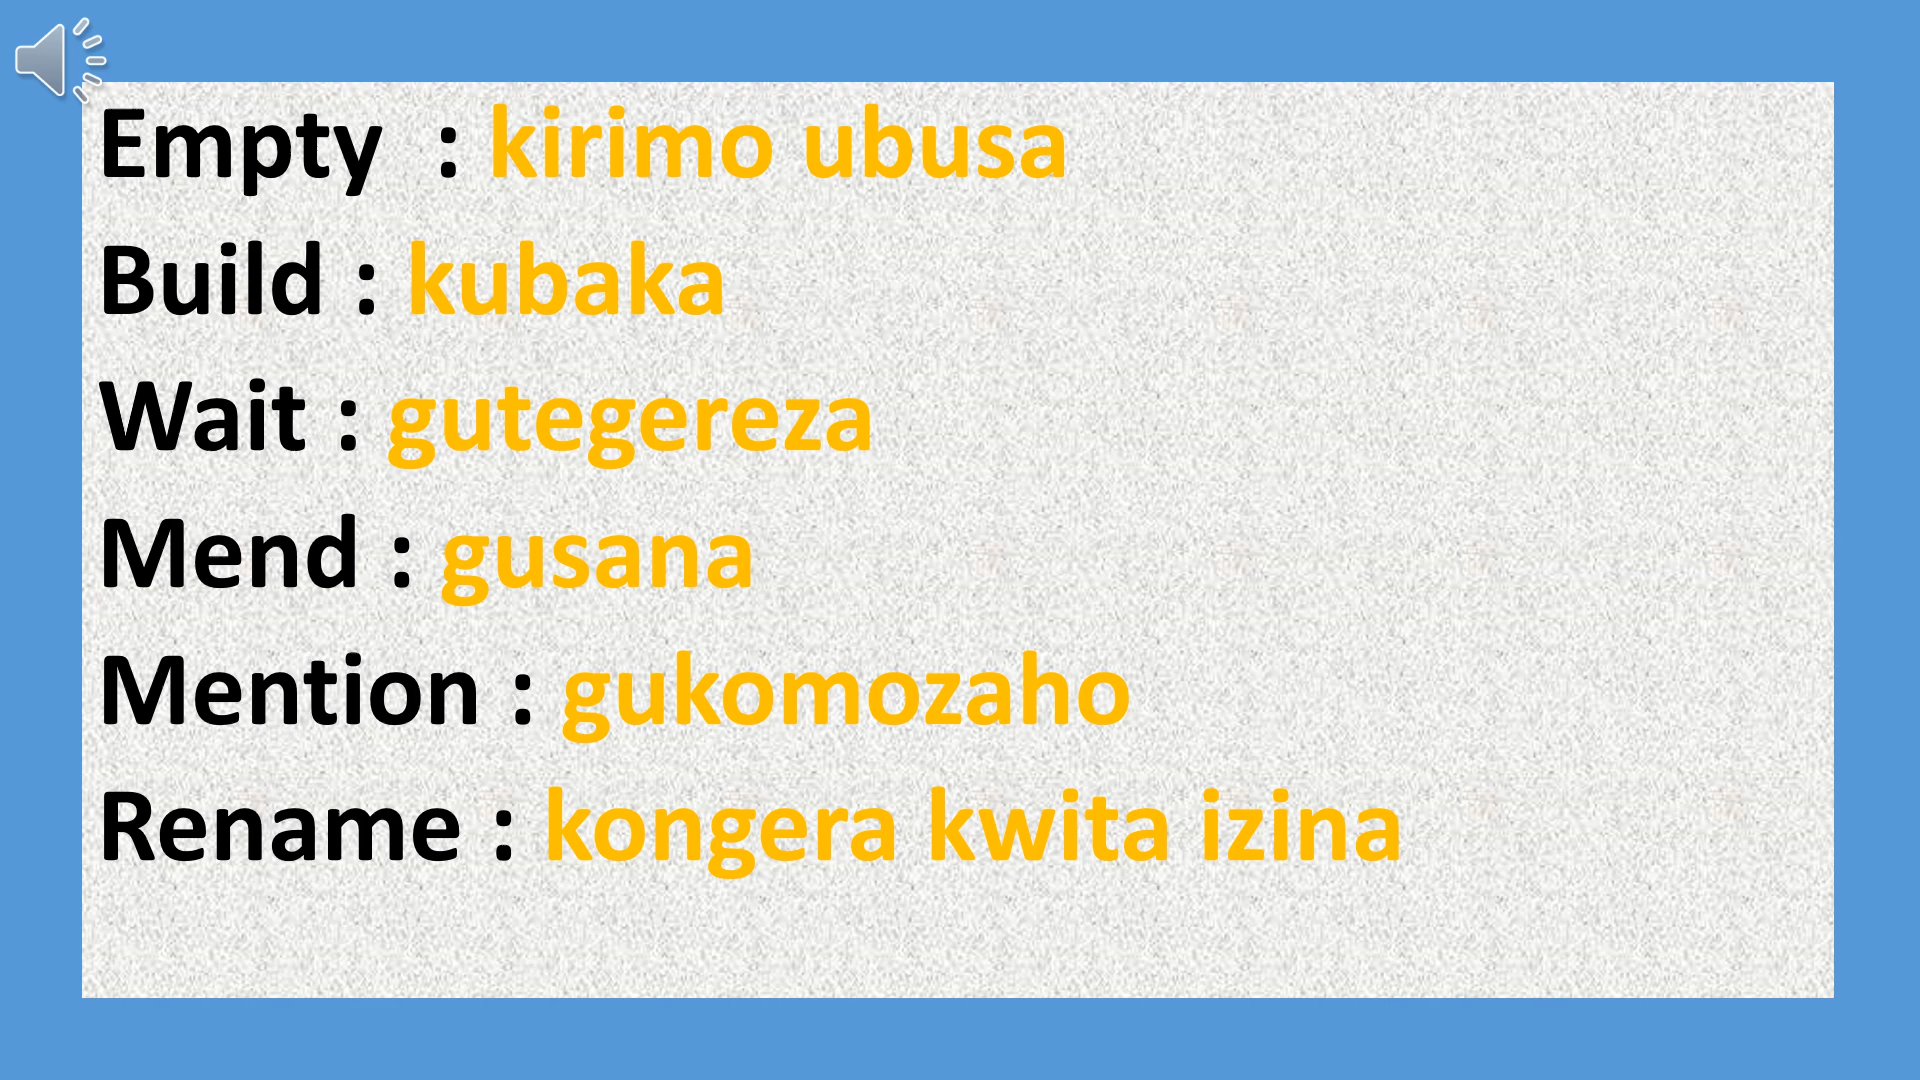 Empty : kirimo ubusa
Build : kubaka
Wait : gutegereza
Mend : gusana
Mention : gukomozaho
Rename : kongera kwita izina